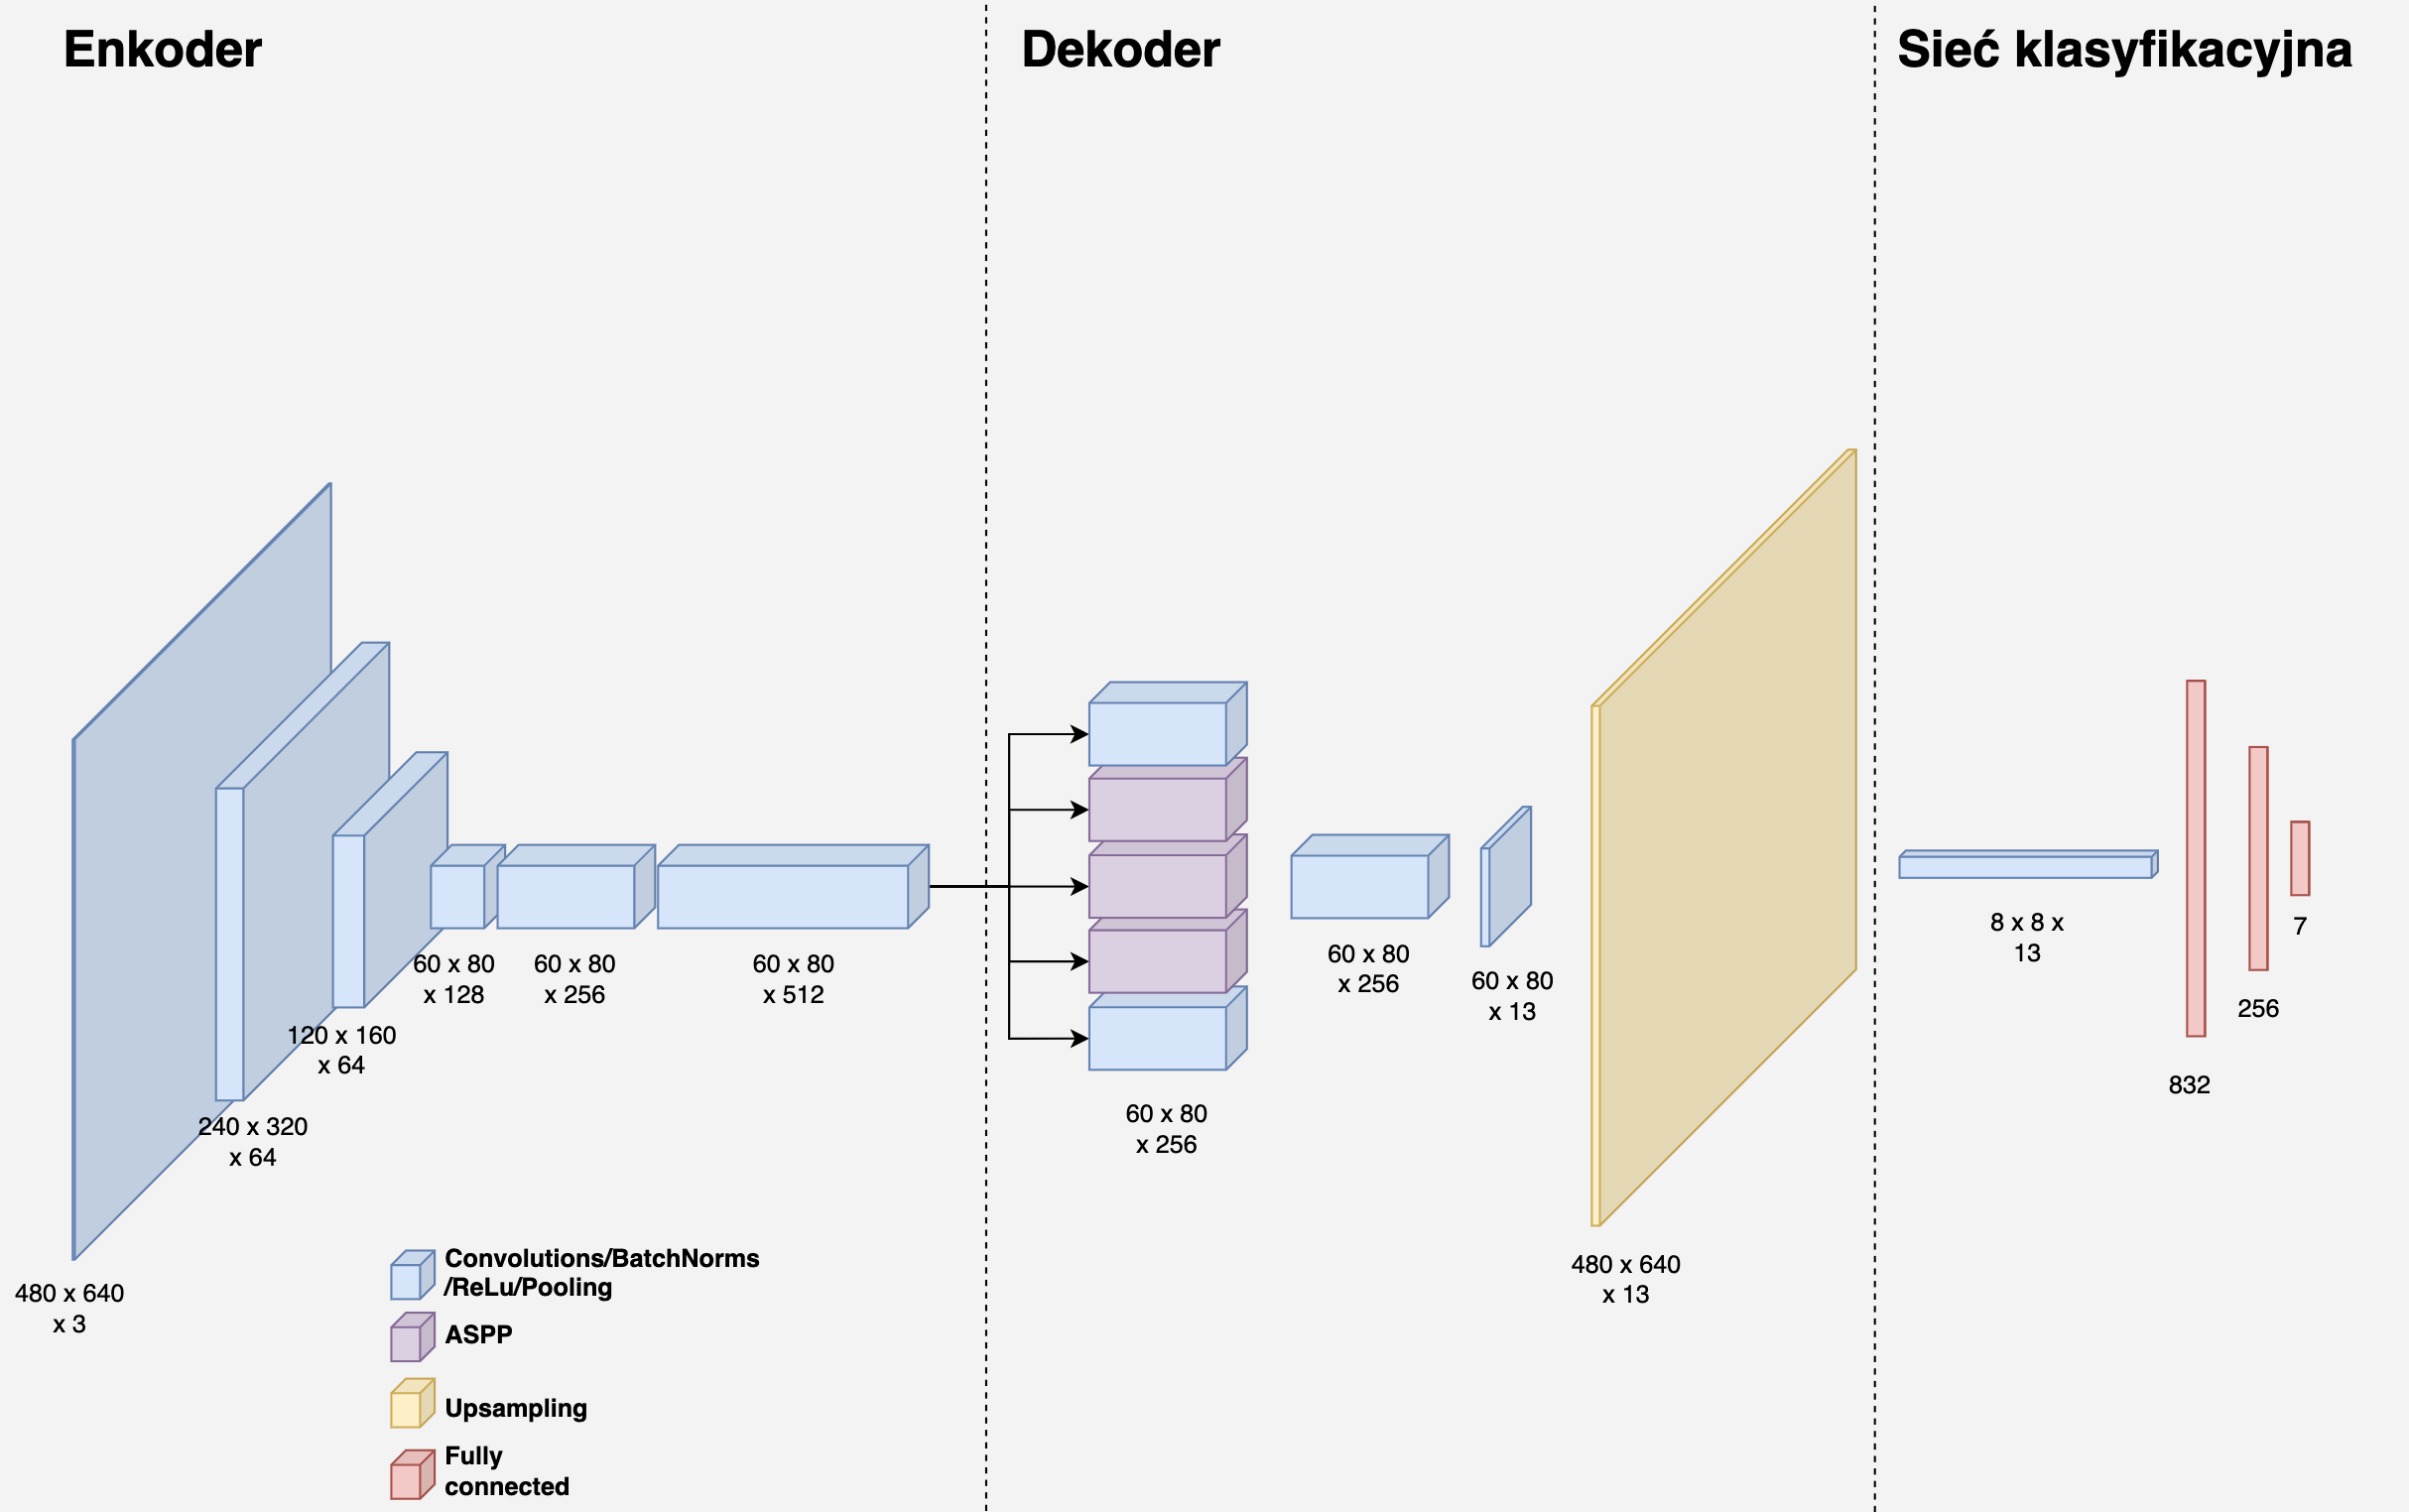 Enkoder
Dekoder
Sieć klasyfikacyjna
480 x 640
x 3
240 x 320
x 64
120 x 160
x 64
60 x 80
x 128
60 x 80
x 256
60 x 80
x 512
60 x 80
x 256
60 x 80
x 256
60 x 80
x 13
480 x 640
x 13
8 x 8 x
13
832
256
7
Convolutions/BatchNorms
/ReLu/Pooling
ASPP
Upsampling
Fully
connected